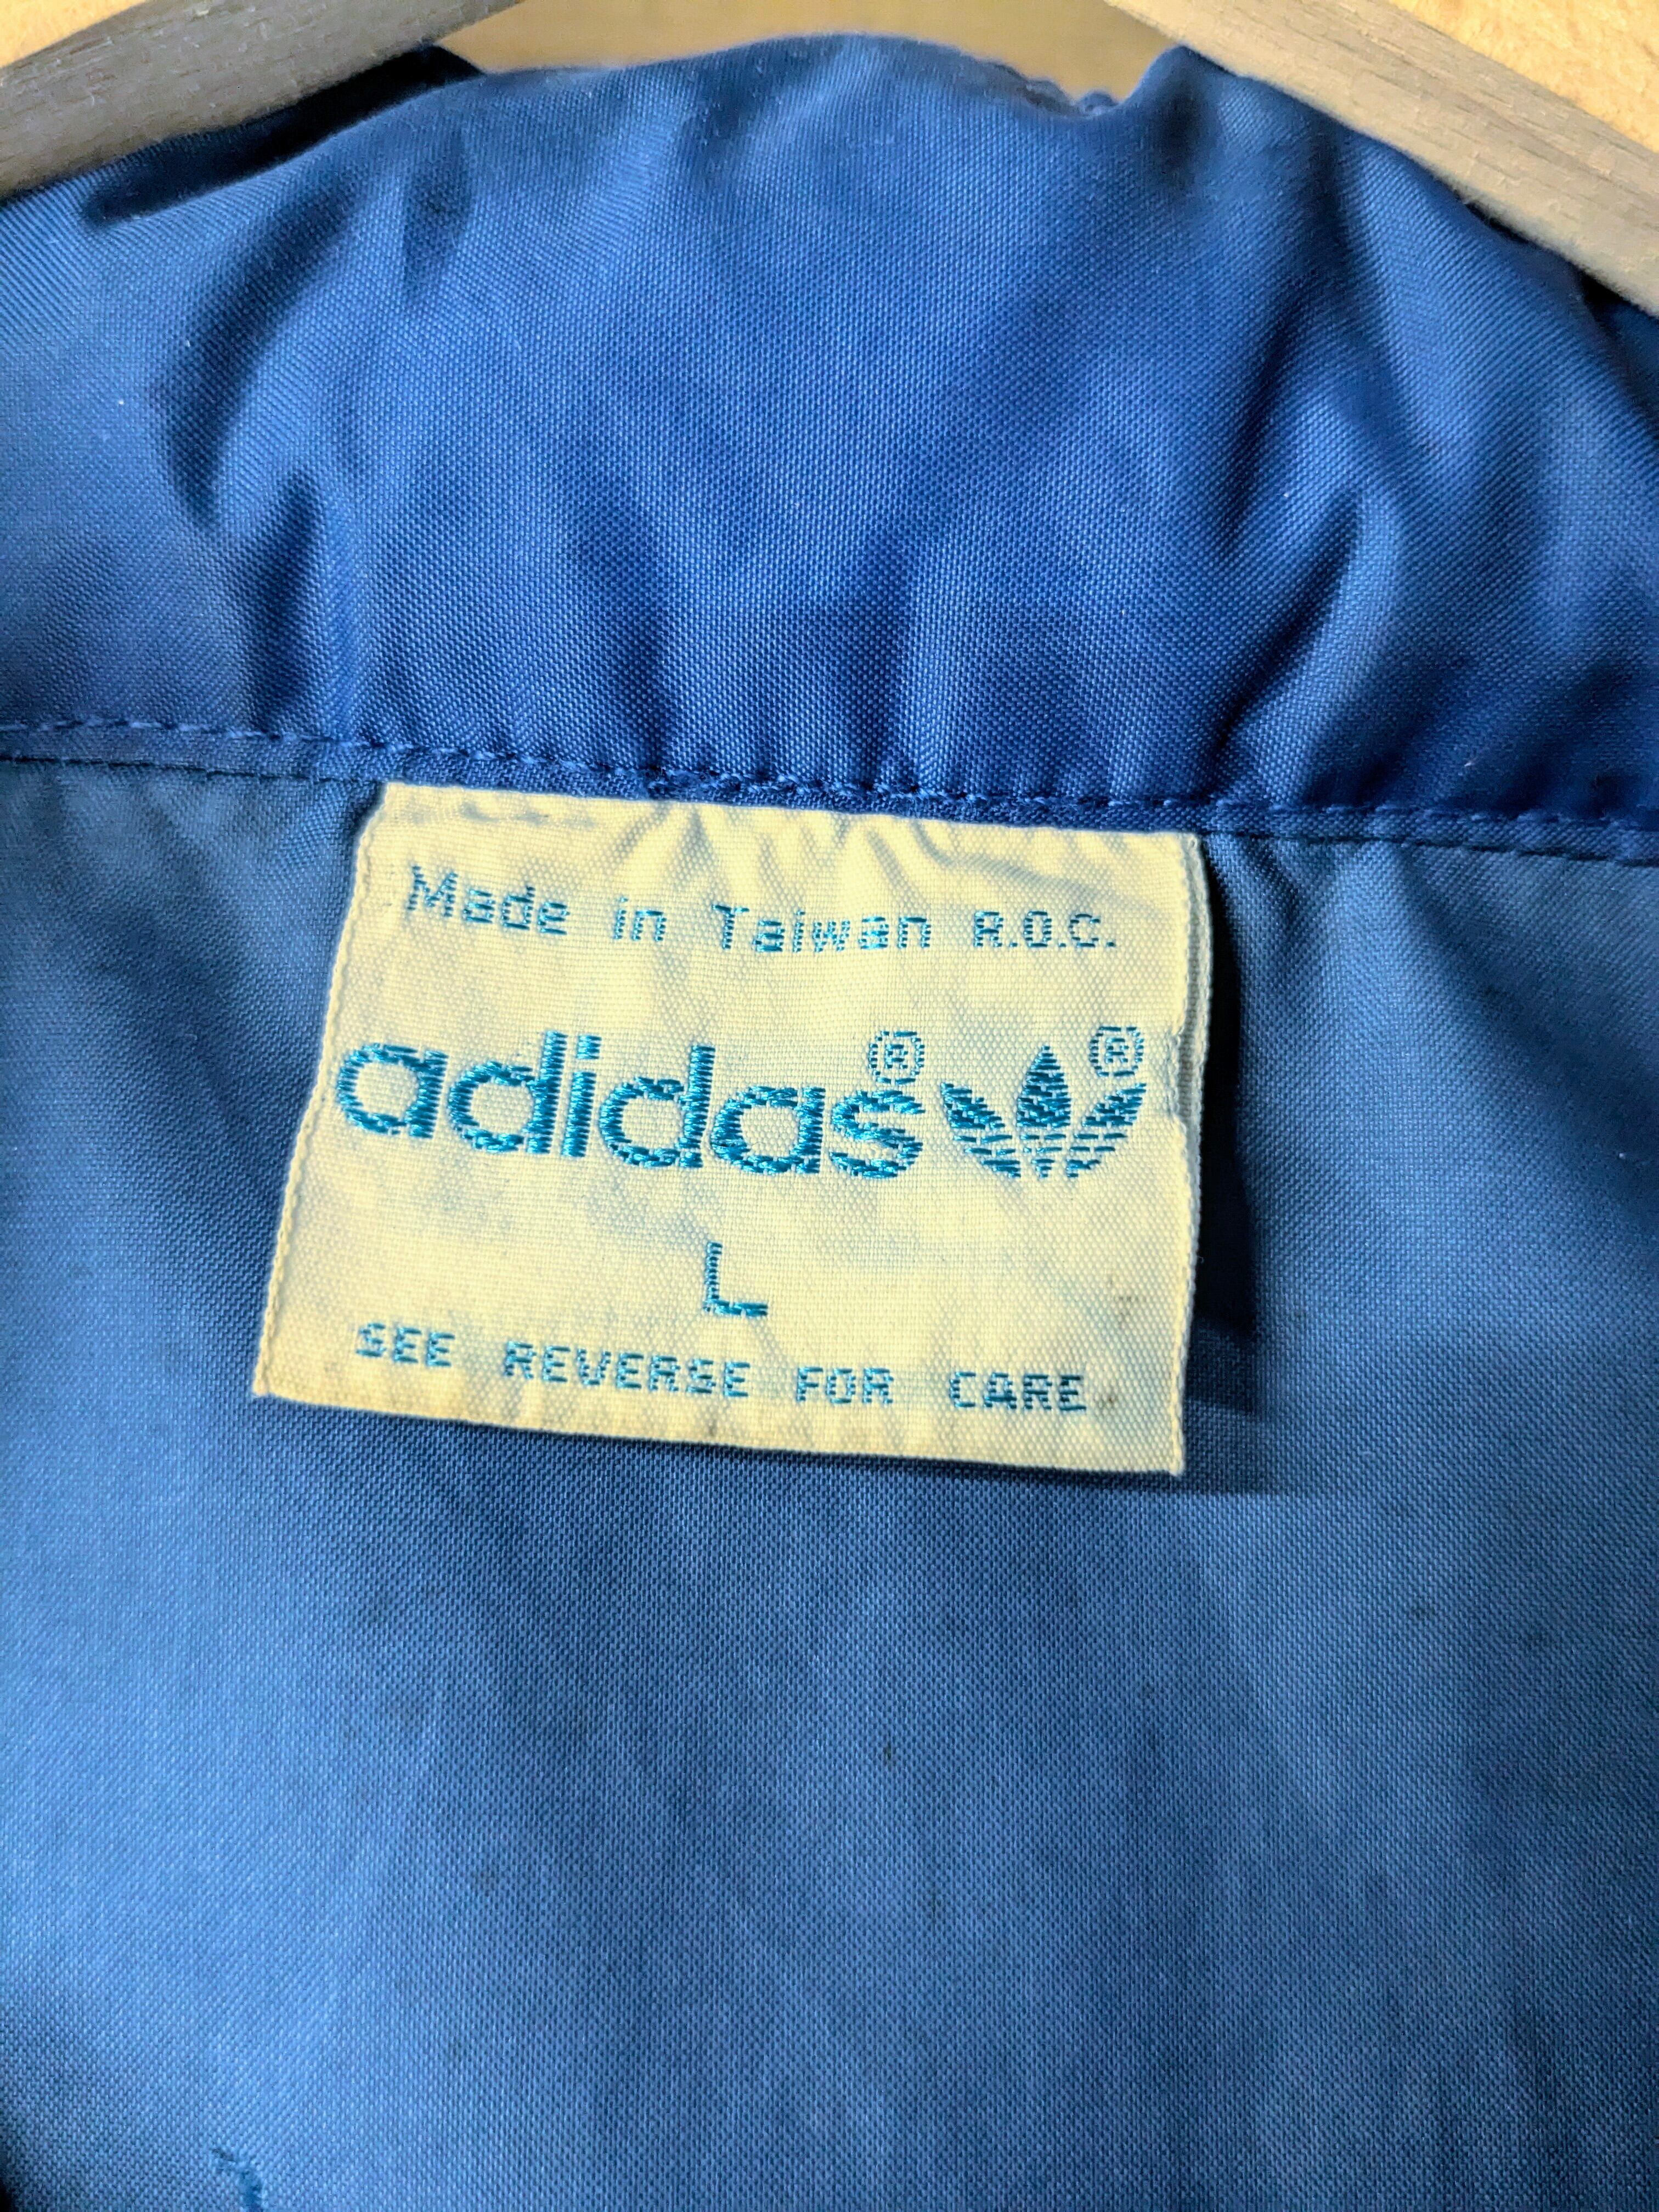 Made in Taiwan R.O.C.
adidas® ®
L
SEE REVERSE FOR CARE